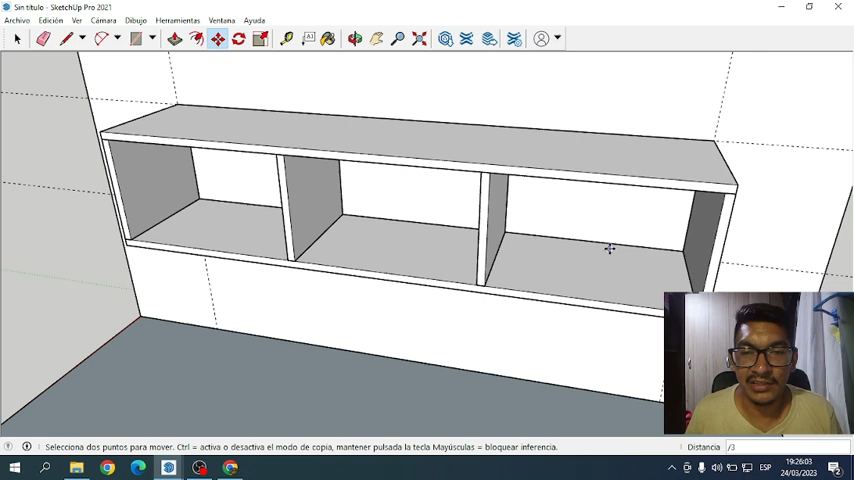 Sin título - SketchUp Pro 2021
Archivo Edición Ver Cámara Dibujo Herramientas Ventana Ayuda
A1
Selecciona dos puntos para mover. Ctrl = activa o desactiva el modo de copia, mantener pulsada la tecla Mayúsculas = bloquear inferencia. Distancia /3
ESP 19:26:03
24/03/2023 2